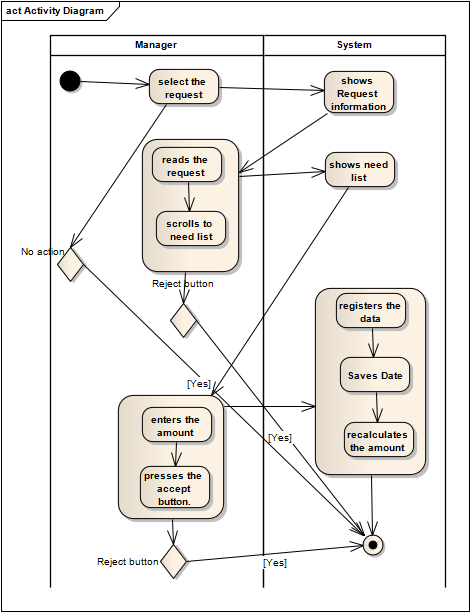 act Activity Diagram
Manager
System
select the
request
shows
Request
information
reads the
request
shows need
list
scrolls to
need list
No action
Reject button
registers the
data
Saves Date
[Yes]
enters the
amount
[Yes]
recalculates
the amount
presses the
accept
button.
Reject button
[Yes]